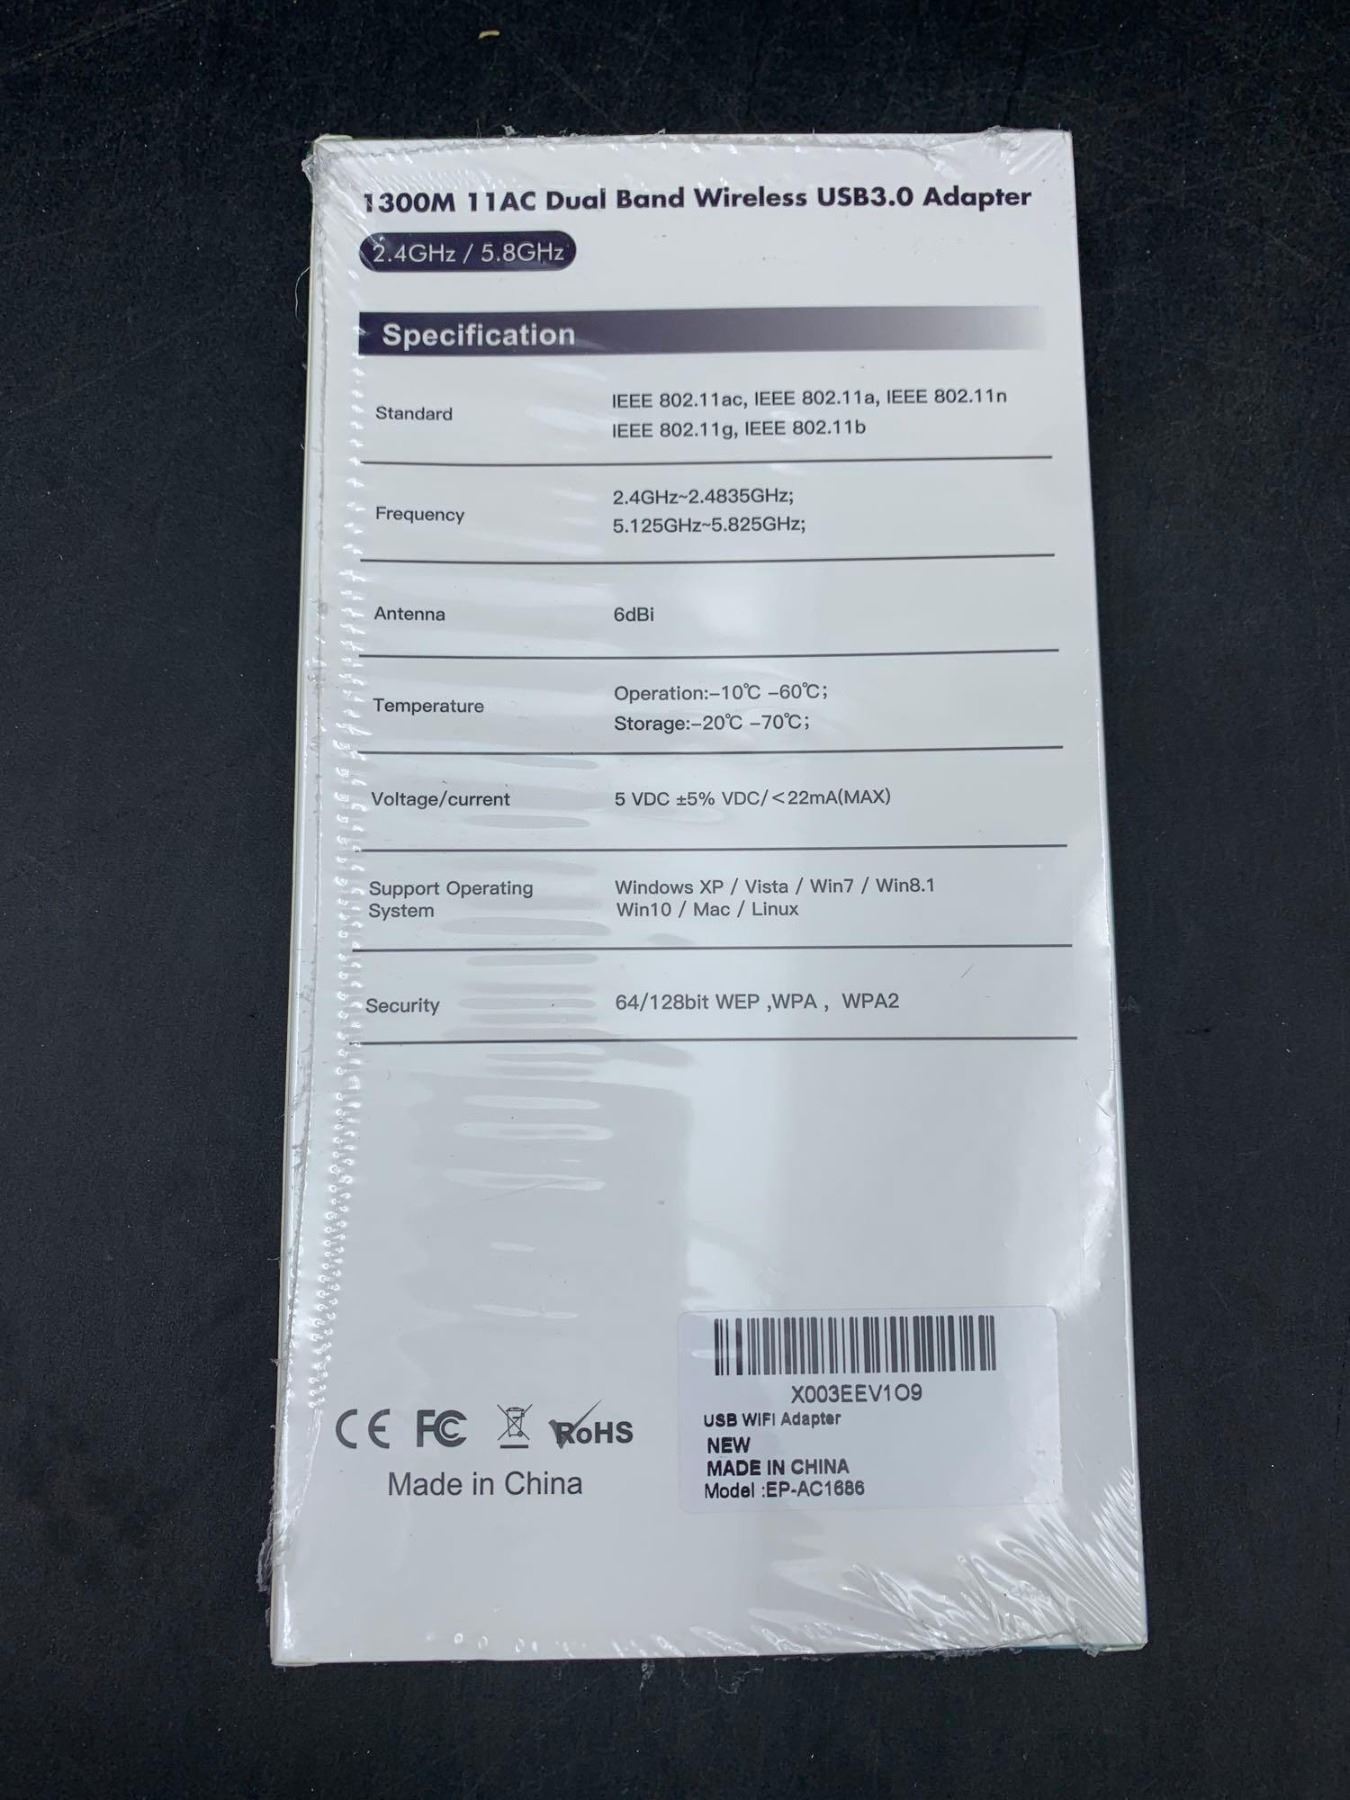 1300M 11AC Dual Band Wireless USB3.0 Adapter
2.4GHz / 5.8GHz
Specification
Standard
IEEE 802.11ac, IEEE 802.11a, IEEE 802.11n
IEEE 802.11g, IEEE 802.11b
Frequency
2.4GHz~2.4835GHz;
5.125GHz~5.825GHz;
Antenna
6dBi
Temperature
Operation:–10℃ –60℃;
Storage:–20℃ –70℃;
Voltage/current
5 VDC ±5% VDC/<22mA(MAX)
Support Operating
System
Windows XP / Vista / Win7 / Win8.1
Win10 / Mac / Linux
Security
64/128bit WEP ,WPA , WPA2
CE FC RoHS
Made in China
X003EEV1O9
USB WIFI Adapter
NEW
MADE IN CHINA
Model :EP-AC1686